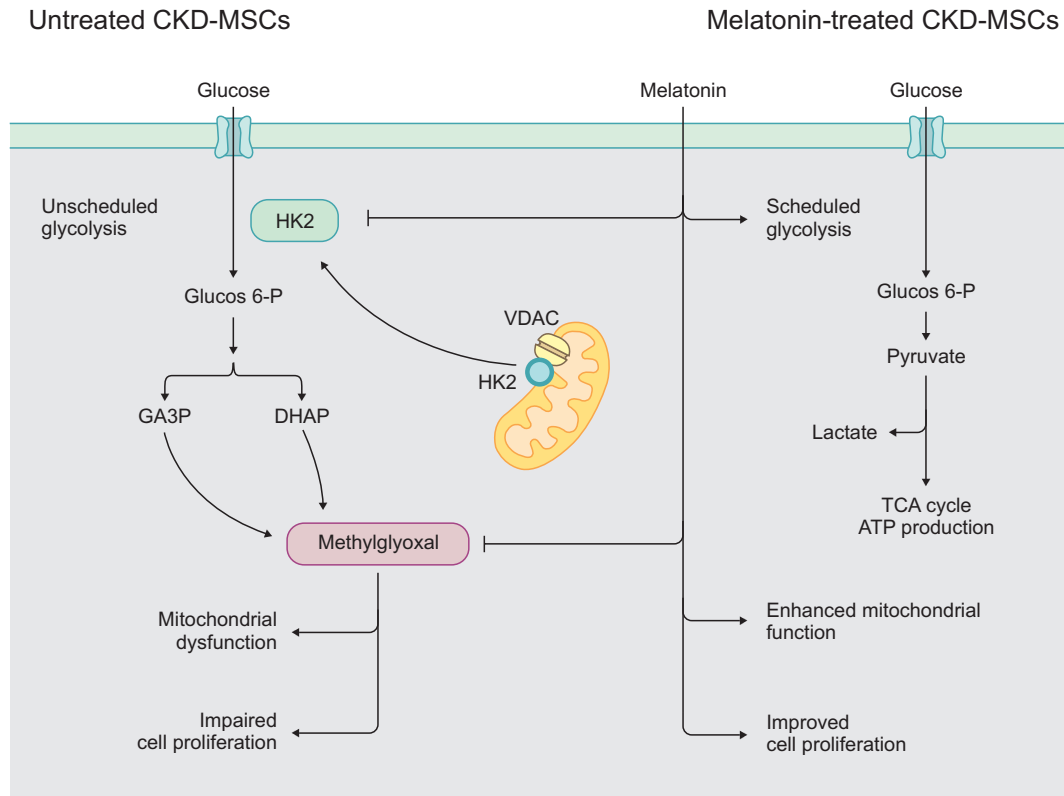 Untreated CKD-MSCs
Melatonin-treated CKD-MSCs
Glucose
Melatonin
Glucose
Unscheduled
glycolysis
HK2
Scheduled
glycolysis
Glucos 6-P
Glucos 6-P
VDAC
HK2
Pyruvate
GA3P
DHAP
Lactate
TCA cycle
ATP production
Methylglyoxal
Mitochondrial
dysfunction
Enhanced mitochondrial
function
Impaired
cell proliferation
Improved
cell proliferation